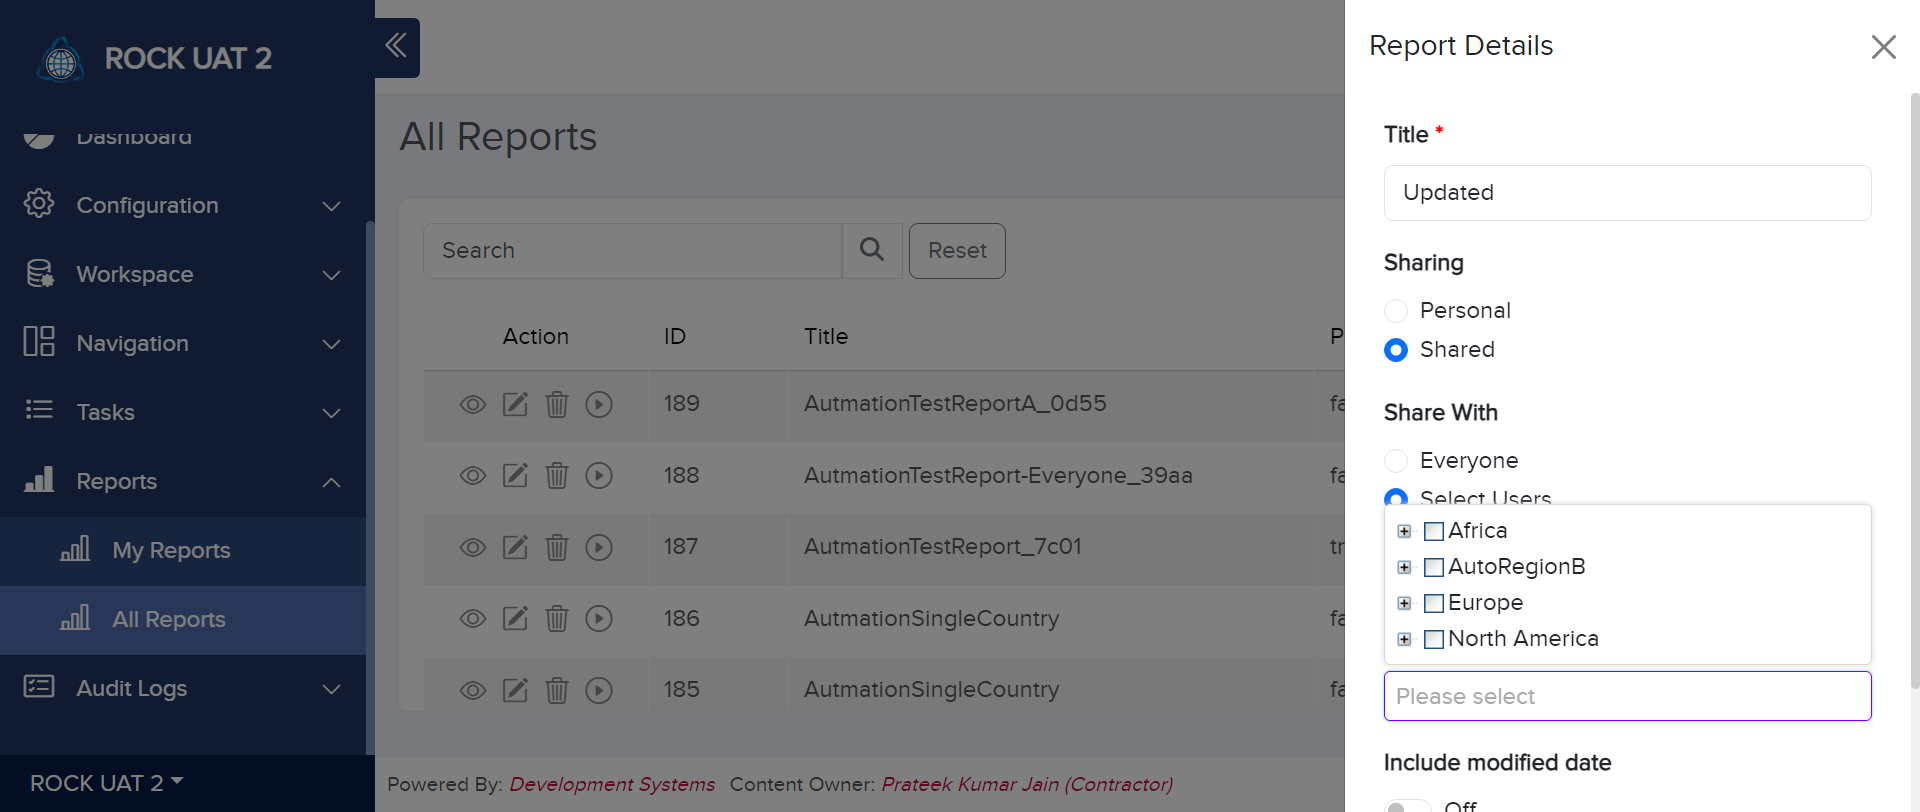 ROCK UAT 2
Dashboard
Configuration
Workspace
Navigation
Tasks
Reports
My Reports
All Reports
Audit Logs
ROCK UAT 2
All Reports
Search
Reset
Action ID Title P
189 AutmationTestReportA_0d55 fa
188 AutmationTestReport-Everyone_39aa fa
187 AutmationTestReport_7c01 tr
186 AutmationSingleCountry fa
185 AutmationSingleCountry fa
Powered By: Development Systems Content Owner: Prateek Kumar Jain (Contractor)
Report Details
Title *
Updated
Sharing
Personal
Shared
Share With
Everyone
Select Users
Africa
AutoRegionB
Europe
North America
Please select
Include modified date
Off